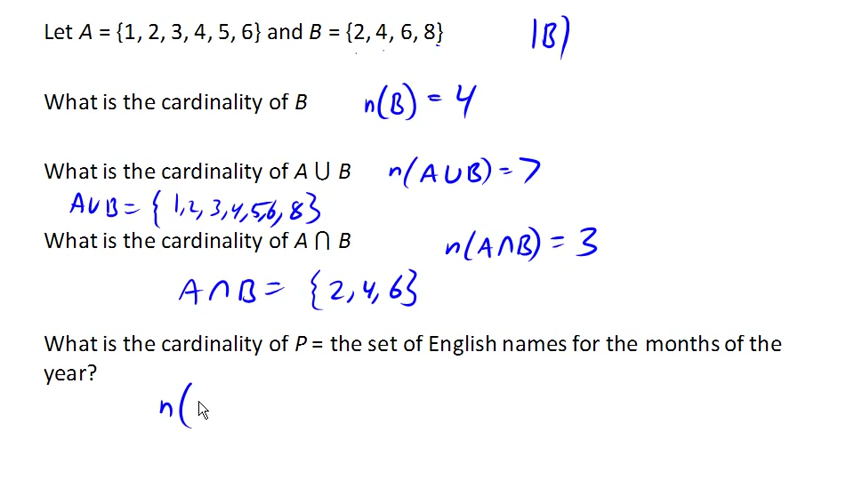 Let A = {1, 2, 3, 4, 5, 6} and B = {2, 4, 6, 8} |B)
What is the cardinality of B n(B) = 4
What is the cardinality of A ⋃ B n(A∪B) = 7
A∪B = { 1,2, 3,4,5,6, 8}
What is the cardinality of A ⋂ B n(A∩B) = 3
A∩B = {2, 4, 6}
What is the cardinality of P = the set of English names for the months of the
year?
n(